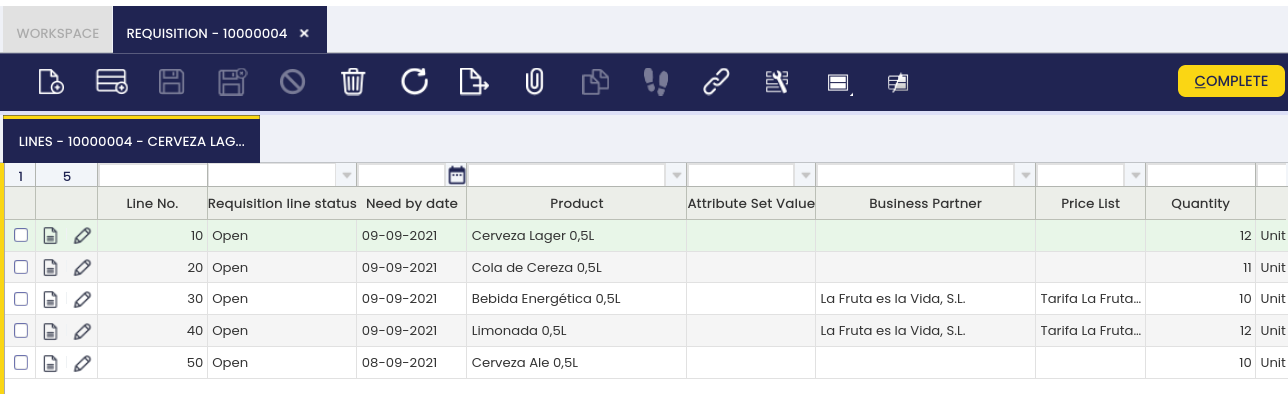 WORKSPACE REQUISITION - 10000004 ×
COMPLETE
LINES - 10000004 - CERVEZA LAG...
1 5
Line No. Requisition line status Need by date Product Attribute Set Value Business Partner Price List Quantity
10 Open 09-09-2021 Cerveza Lager 0,5L 12 Unit
20 Open 09-09-2021 Cola de Cereza 0,5L 11 Unit
30 Open 09-09-2021 Bebida Energética 0,5L La Fruta es la Vida, S.L. Tarifa La Fruta... 10 Unit
40 Open 09-09-2021 Limonada 0,5L La Fruta es la Vida, S.L. Tarifa La Fruta... 12 Unit
50 Open 08-09-2021 Cerveza Ale 0,5L 10 Unit